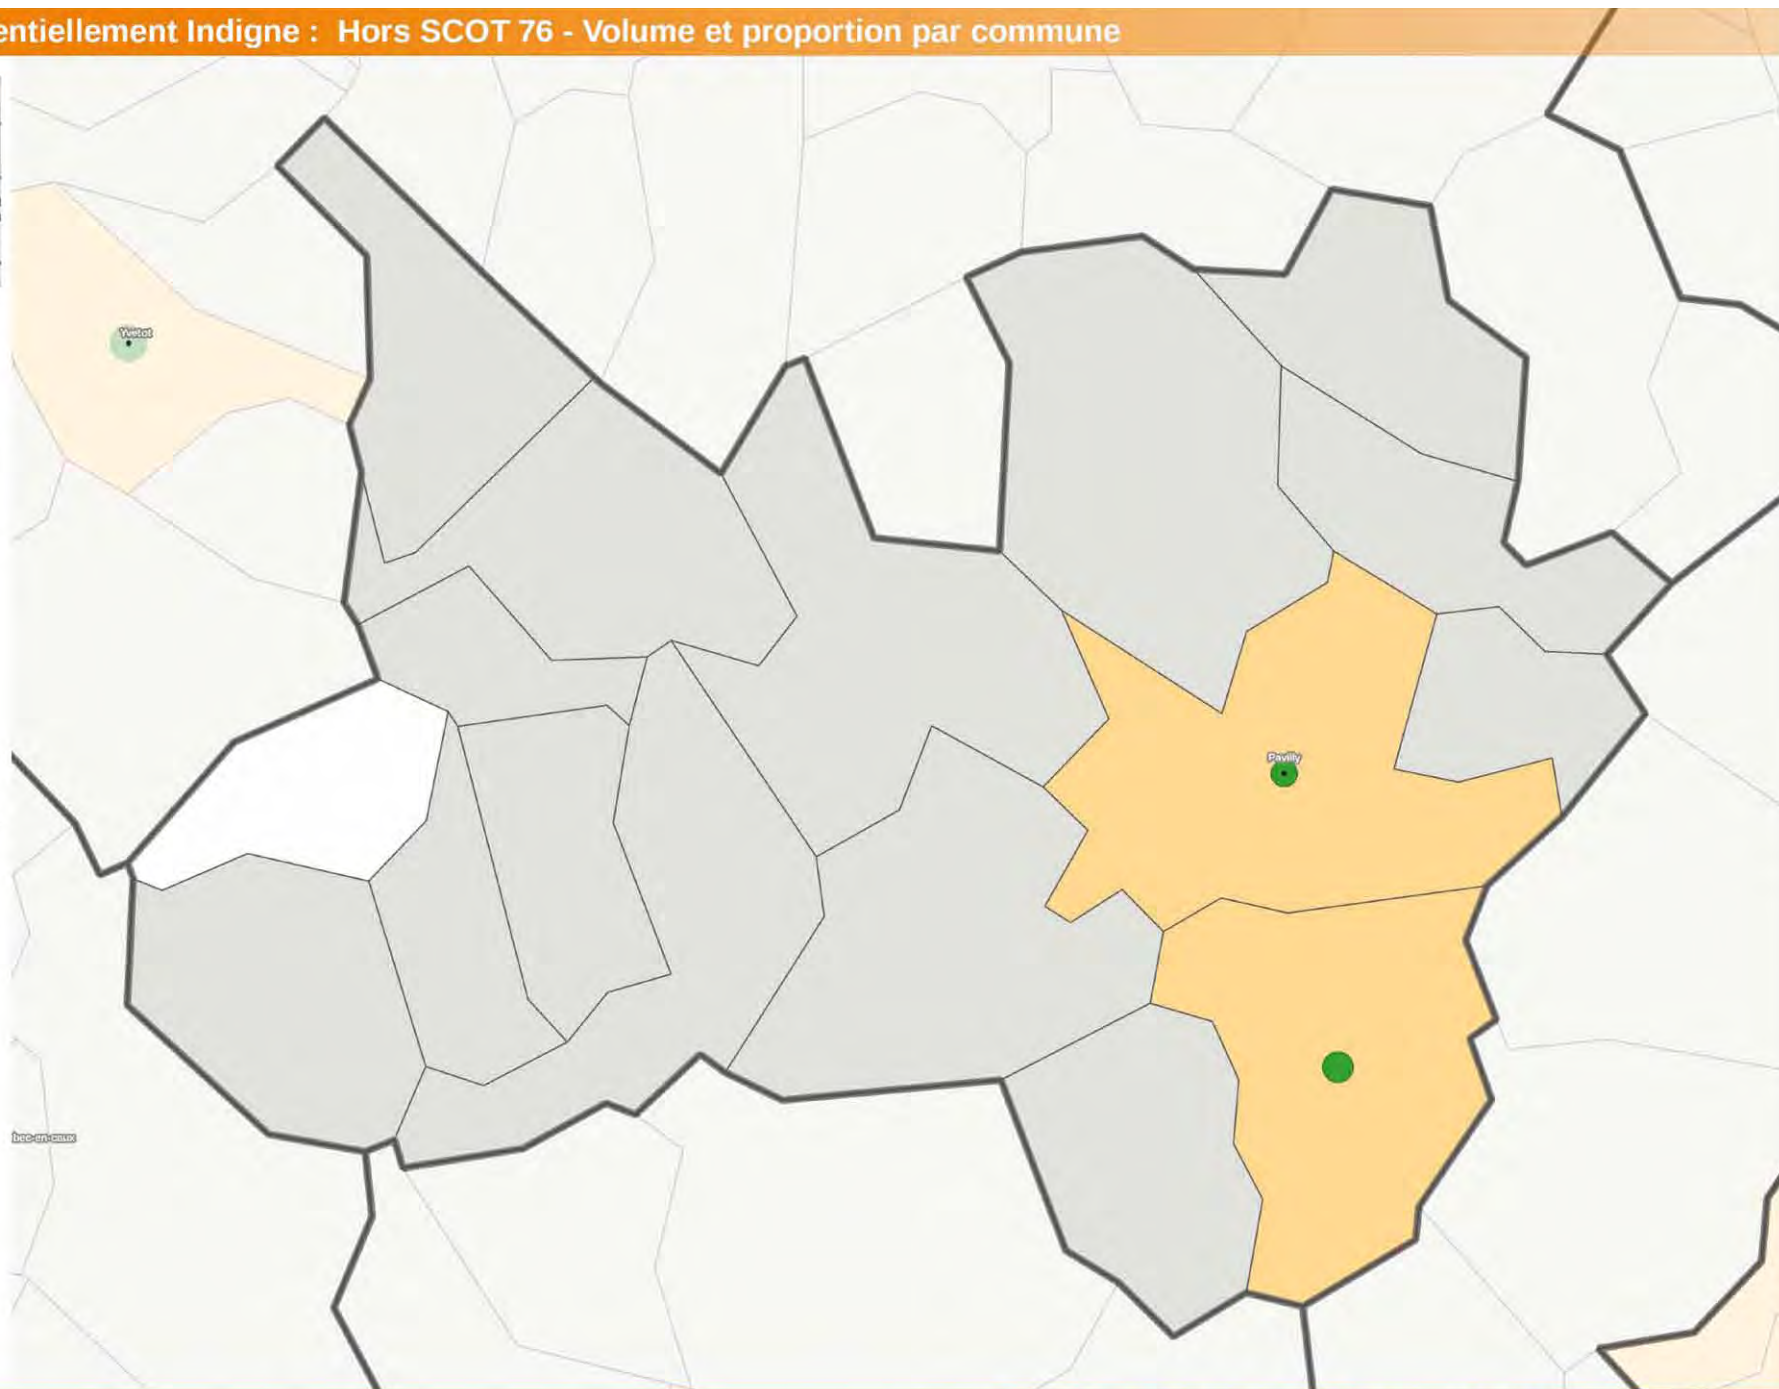 entiellement Indigne : Hors SCOT 76 - Volume et proportion par commune
Yvetot
Pavilly
bec-en-caux